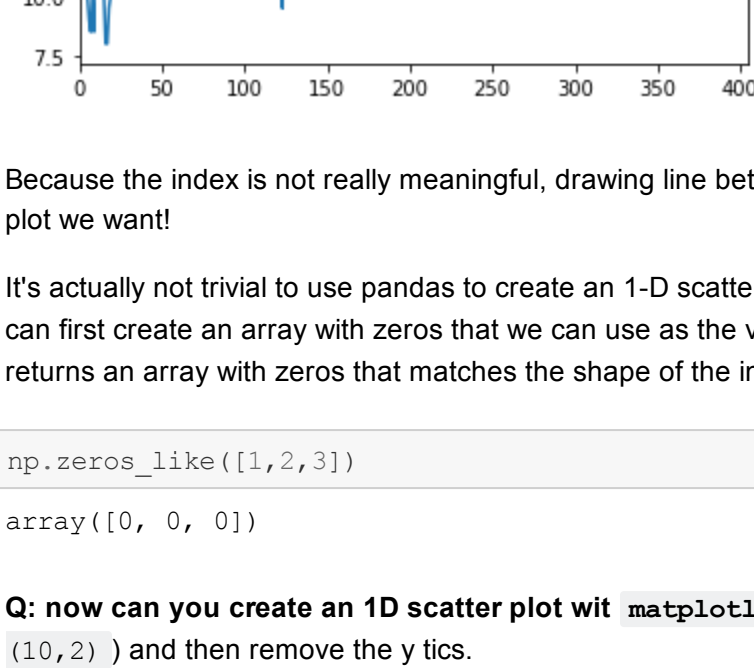 10.0
7.5
0 50 100 150 200 250 300 350 400
Because the index is not really meaningful, drawing line
plot we want!
It's actually not trivial to use pandas to create an 1-D
can first create an array with zeros that we can use as the
returns an array with zeros that matches the shape of the
np.zeros_like([1,2,3])
array([0, 0, 0])
Q: now can you create an 1D scatter plot wit
(10,2) ) and then remove the y tics.